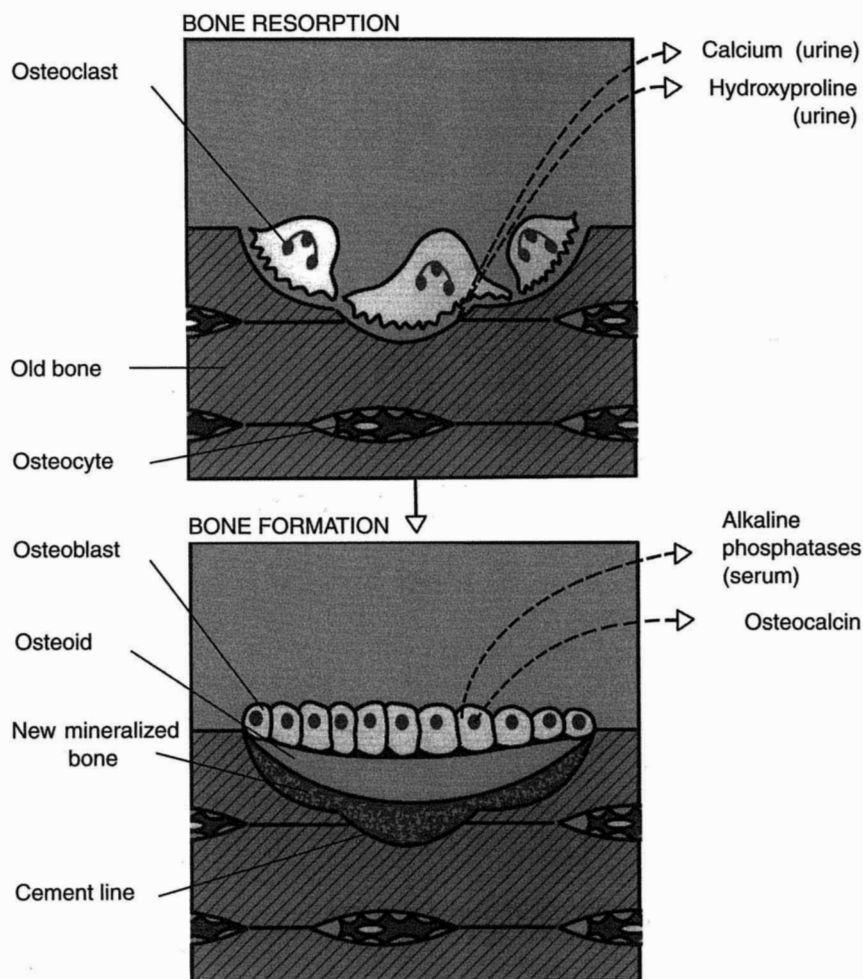 BONE RESORPTION
Osteoclast
Calcium (urine)
Hydroxyproline
(urine)
Old bone
Osteocyte
BONE FORMATION
Osteoblast
Alkaline
phosphatases
(serum)
Osteoid
Osteocalcin
New mineralized
bone
Cement line